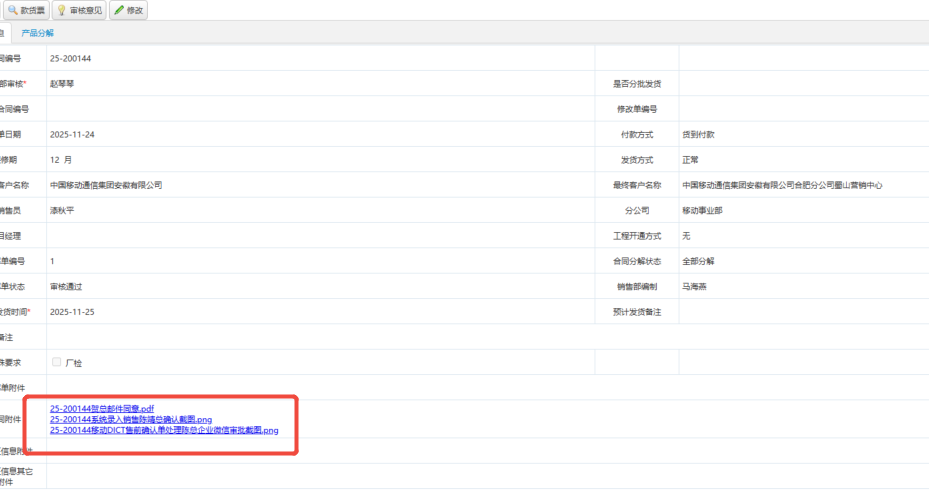 款货票 审核意见 修改
产品分解
同编号 25-200144
部审核* 赵琴琴 是否分批发货
合同编号 修改单编号
单日期 2025-11-24 付款方式 货到付款
修期 12 月 发货方式 正常
客户名称 中国移动通信集团安徽有限公司 最终客户名称 中国移动通信集团安徽有限公司合肥分公司蜀山营销中心
销售员 漆秋平 分公司 移动事业部
目经理 工程开通方式 无
单编号 1 合同分解状态 全部分解
单状态 审核通过 销售部编制 马海燕
发货时间* 2025-11-25 预计发货备注
备注
殊要求 厂检
单附件
同附件 25-200144贺总邮件同意.pdf
25-200144系统录入销售陈靖总确认截图.png
25-200144移动DICT售前确认单处理陈总企业微信审批截图.png
信息附件
信息其它
附件